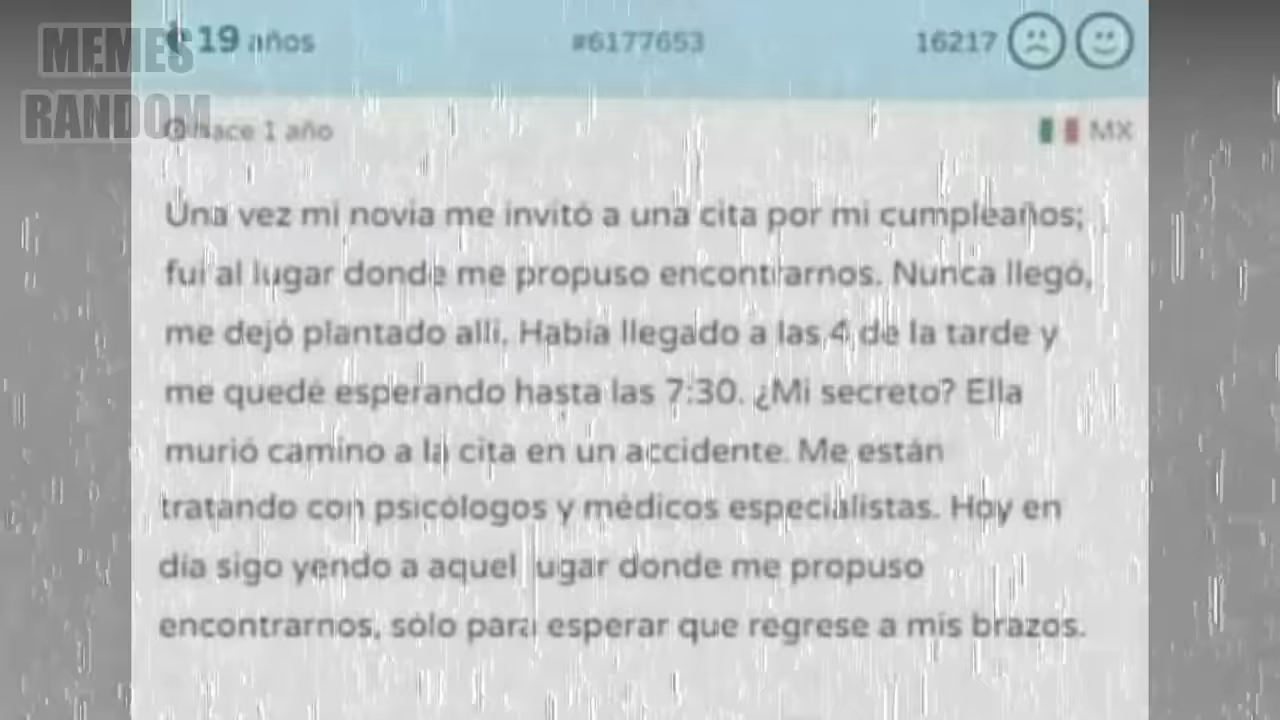 MEMES
RANDOM
19 años #6177653 16217
hace 1 año MX
Una vez mi novia me invitó a una cita por mi cumpleaños;
fui al lugar donde me propuso encontrarnos. Nunca llegó,
me dejó plantado allí. Había llegado a las 4 de la tarde y
me quedé esperando hasta las 7:30. ¿Mi secreto? Ella
murió camino a la cita en un accidente. Me están
tratando con psicólogos y médicos especialistas. Hoy en
día sigo yendo a aquel lugar donde me propuso
encontrarnos, sólo para esperar que regrese a mis brazos.